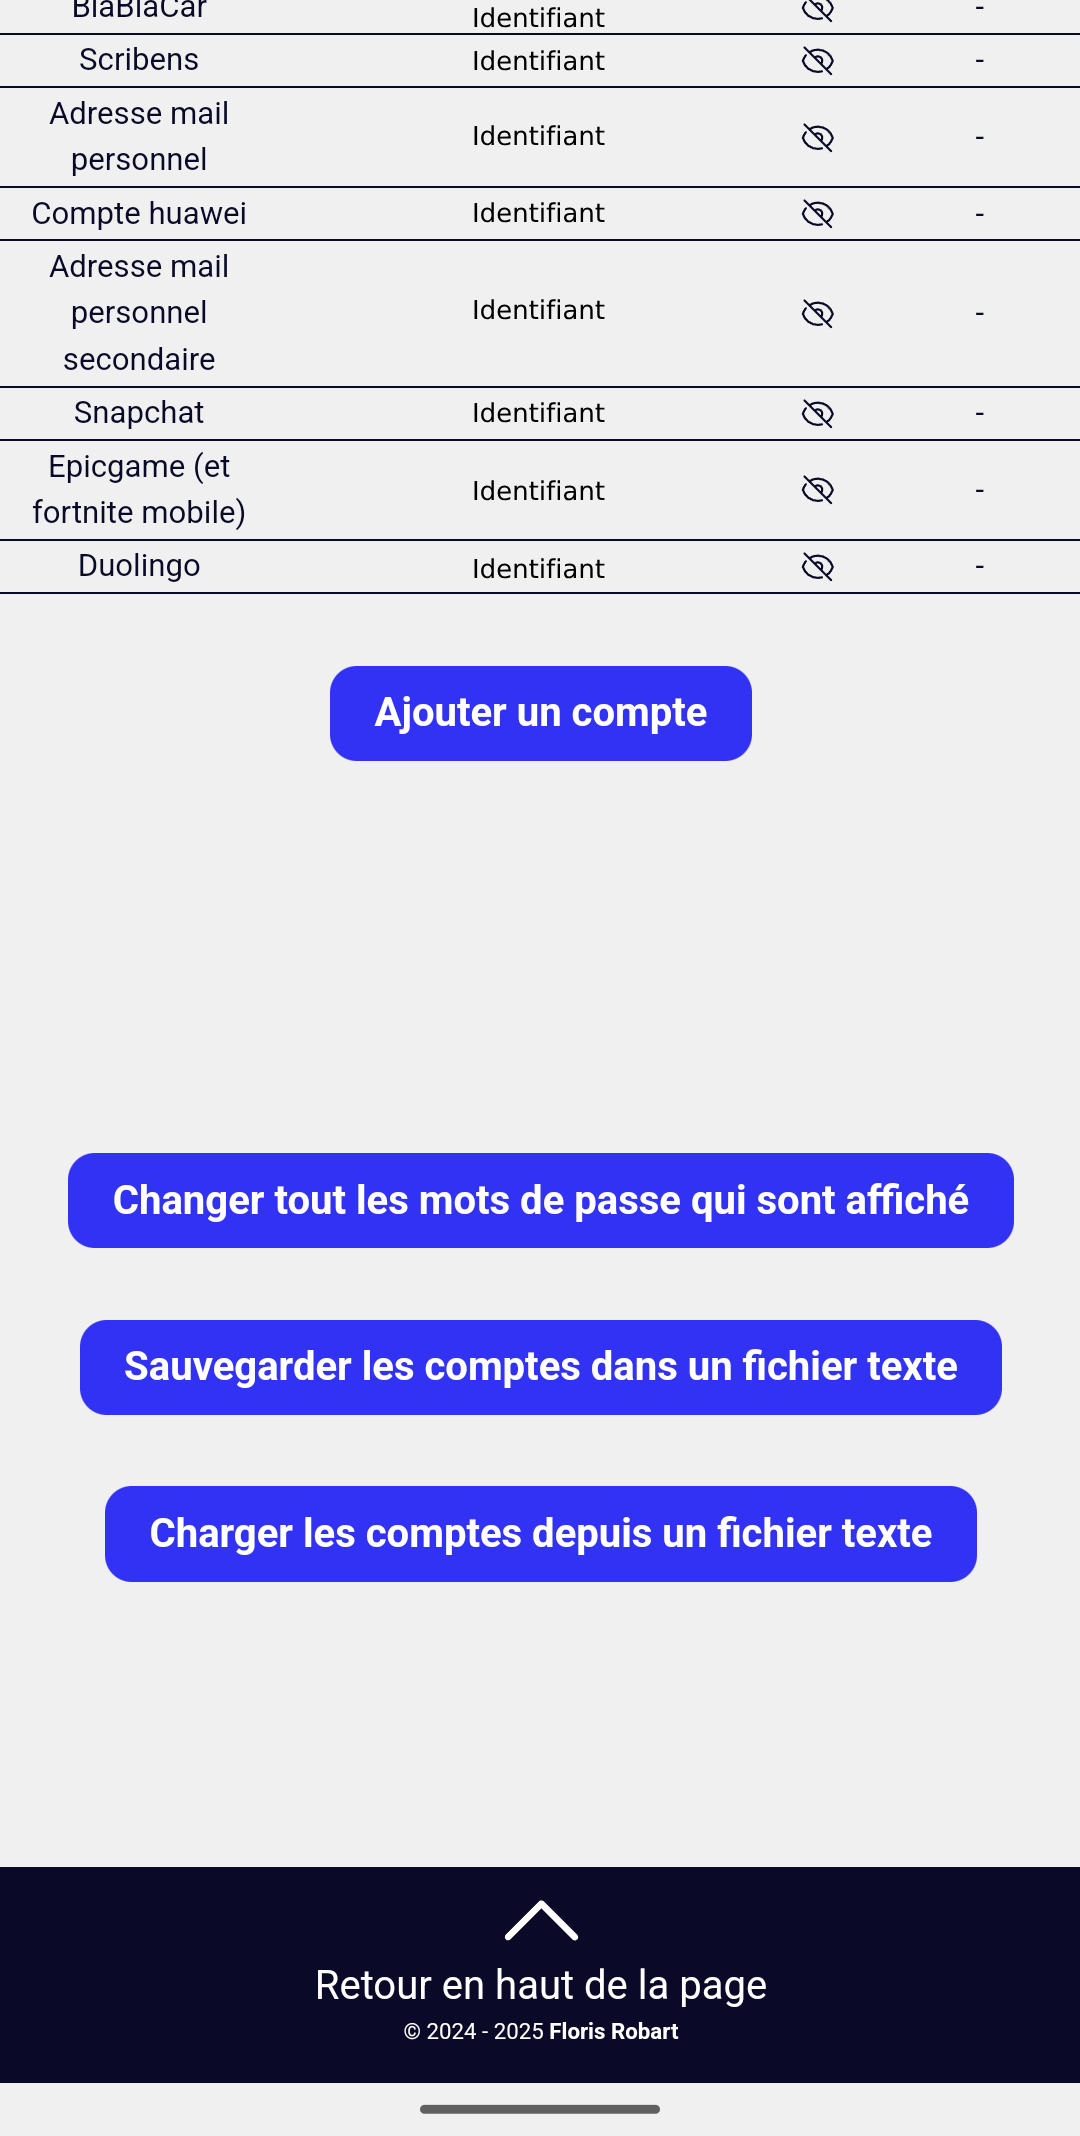 BlaBlaCar Identifiant -
Scribens Identifiant -
Adresse mail
personnel Identifiant -
Compte huawei Identifiant -
Adresse mail
personnel Identifiant -
secondaire
Snapchat Identifiant -
Epicgame (et
fortnite mobile) Identifiant -
Duolingo Identifiant -
Ajouter un compte
Changer tout les mots de passe qui sont affiché
Sauvegarder les comptes dans un fichier texte
Charger les comptes depuis un fichier texte
Retour en haut de la page
© 2024 - 2025 Floris Robart